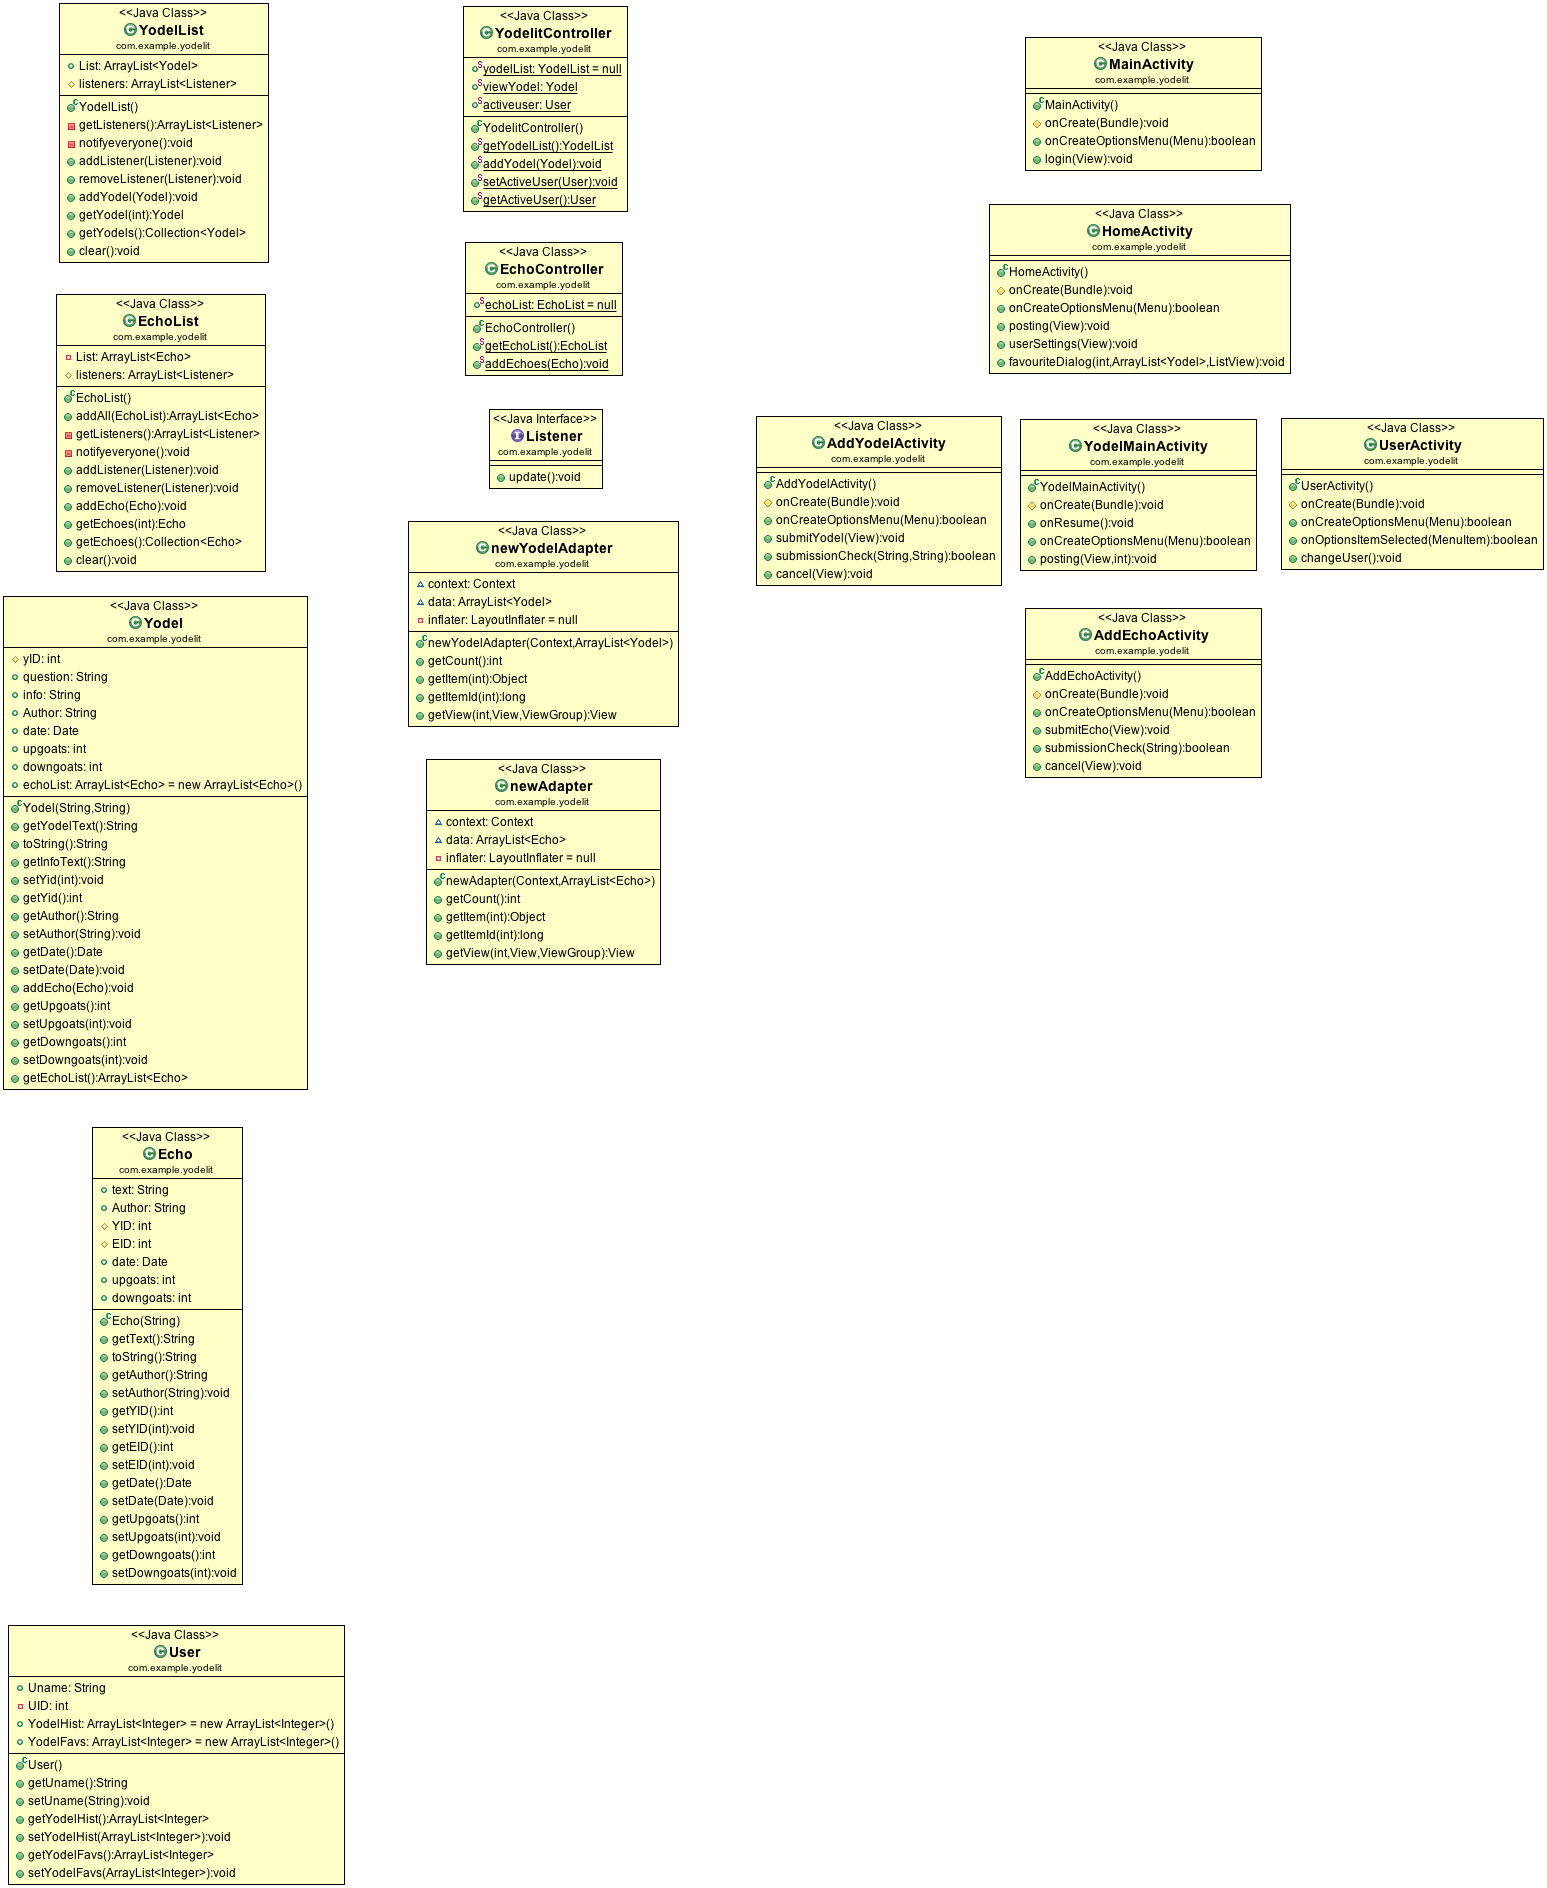 <<Java Class>>
YodelList
com.example.yodelit
List: ArrayList<Yodel>
listeners: ArrayList<Listener>
YodelList()
getListeners():ArrayList<Listener>
notifyeveryone():void
addListener(Listener):void
removeListener(Listener):void
addYodel(Yodel):void
getYodel(int):Yodel
getYodels():Collection<Yodel>
clear():void
<<Java Class>>
EchoList
com.example.yodelit
List: ArrayList<Echo>
listeners: ArrayList<Listener>
EchoList()
addAll(EchoList):ArrayList<Echo>
getListeners():ArrayList<Listener>
notifyeveryone():void
addListener(Listener):void
removeListener(Listener):void
addEcho(Echo):void
getEchoes(int):Echo
getEchoes():Collection<Echo>
clear():void
<<Java Class>>
Yodel
com.example.yodelit
yID: int
question: String
info: String
Author: String
date: Date
upgoats: int
downgoats: int
echoList: ArrayList<Echo> = new ArrayList<Echo>()
Yodel(String,String)
getYodelText():String
toString():String
getInfoText():String
setYid(int):void
getYid():int
getAuthor():String
setAuthor(String):void
getDate():Date
setDate(Date):void
addEcho(Echo):void
getUpgoats():int
setUpgoats(int):void
getDowngoats():int
setDowngoats(int):void
getEchoList():ArrayList<Echo>
<<Java Class>>
Echo
com.example.yodelit
text: String
Author: String
YID: int
EID: int
date: Date
upgoats: int
downgoats: int
Echo(String)
getText():String
toString():String
getAuthor():String
setAuthor(String):void
getYID():int
setYID(int):void
getEID():int
setEID(int):void
getDate():Date
setDate(Date):void
getUpgoats():int
setUpgoats(int):void
getDowngoats():int
setDowngoats(int):void
<<Java Class>>
User
com.example.yodelit
Uname: String
UID: int
YodelHist: ArrayList<Integer> = new ArrayList<Integer>()
YodelFavs: ArrayList<Integer> = new ArrayList<Integer>()
User()
getUname():String
setUname(String):void
getYodelHist():ArrayList<Integer>
setYodelHist(ArrayList<Integer>):void
getYodelFavs():ArrayList<Integer>
setYodelFavs(ArrayList<Integer>):void
<<Java Class>>
YodelitController
com.example.yodelit
yodelList: YodelList = null
viewYodel: Yodel
activeuser: User
YodelitController()
getYodelList():YodelList
addYodel(Yodel):void
setActiveUser(User):void
getActiveUser():User
<<Java Class>>
EchoController
com.example.yodelit
echoList: EchoList = null
EchoController()
getEchoList():EchoList
addEchoes(Echo):void
<<Java Interface>>
Listener
com.example.yodelit
update():void
<<Java Class>>
newYodelAdapter
com.example.yodelit
context: Context
data: ArrayList<Yodel>
inflater: LayoutInflater = null
newYodelAdapter(Context,ArrayList<Yodel>)
getCount():int
getItem(int):Object
getItemId(int):long
getView(int,View,ViewGroup):View
<<Java Class>>
newAdapter
com.example.yodelit
context: Context
data: ArrayList<Echo>
inflater: LayoutInflater = null
newAdapter(Context,ArrayList<Echo>)
getCount():int
getItem(int):Object
getItemId(int):long
getView(int,View,ViewGroup):View
<<Java Class>>
MainActivity
com.example.yodelit
MainActivity()
onCreate(Bundle):void
onCreateOptionsMenu(Menu):boolean
login(View):void
<<Java Class>>
HomeActivity
com.example.yodelit
HomeActivity()
onCreate(Bundle):void
onCreateOptionsMenu(Menu):boolean
posting(View):void
userSettings(View):void
favouriteDialog(int,ArrayList<Yodel>,ListView):void
<<Java Class>>
AddYodelActivity
com.example.yodelit
AddYodelActivity()
onCreate(Bundle):void
onCreateOptionsMenu(Menu):boolean
submitYodel(View):void
submissionCheck(String,String):boolean
cancel(View):void
<<Java Class>>
YodelMainActivity
com.example.yodelit
YodelMainActivity()
onCreate(Bundle):void
onResume():void
onCreateOptionsMenu(Menu):boolean
posting(View,int):void
<<Java Class>>
UserActivity
com.example.yodelit
UserActivity()
onCreate(Bundle):void
onCreateOptionsMenu(Menu):boolean
onOptionsItemSelected(MenuItem):boolean
changeUser():void
<<Java Class>>
AddEchoActivity
com.example.yodelit
AddEchoActivity()
onCreate(Bundle):void
onCreateOptionsMenu(Menu):boolean
submitEcho(View):void
submissionCheck(String):boolean
cancel(View):void